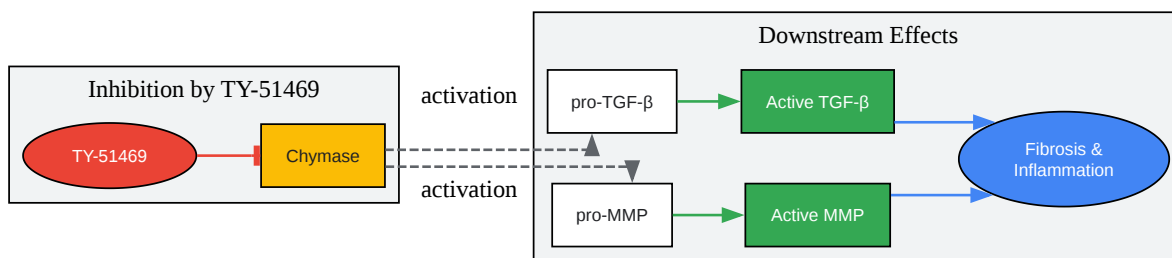 Inhibition by TY-51469
TY-51469
Chymase
activation
activation
Downstream Effects
pro-TGF-β
Active TGF-β
pro-MMP
Active MMP
Fibrosis &
Inflammation